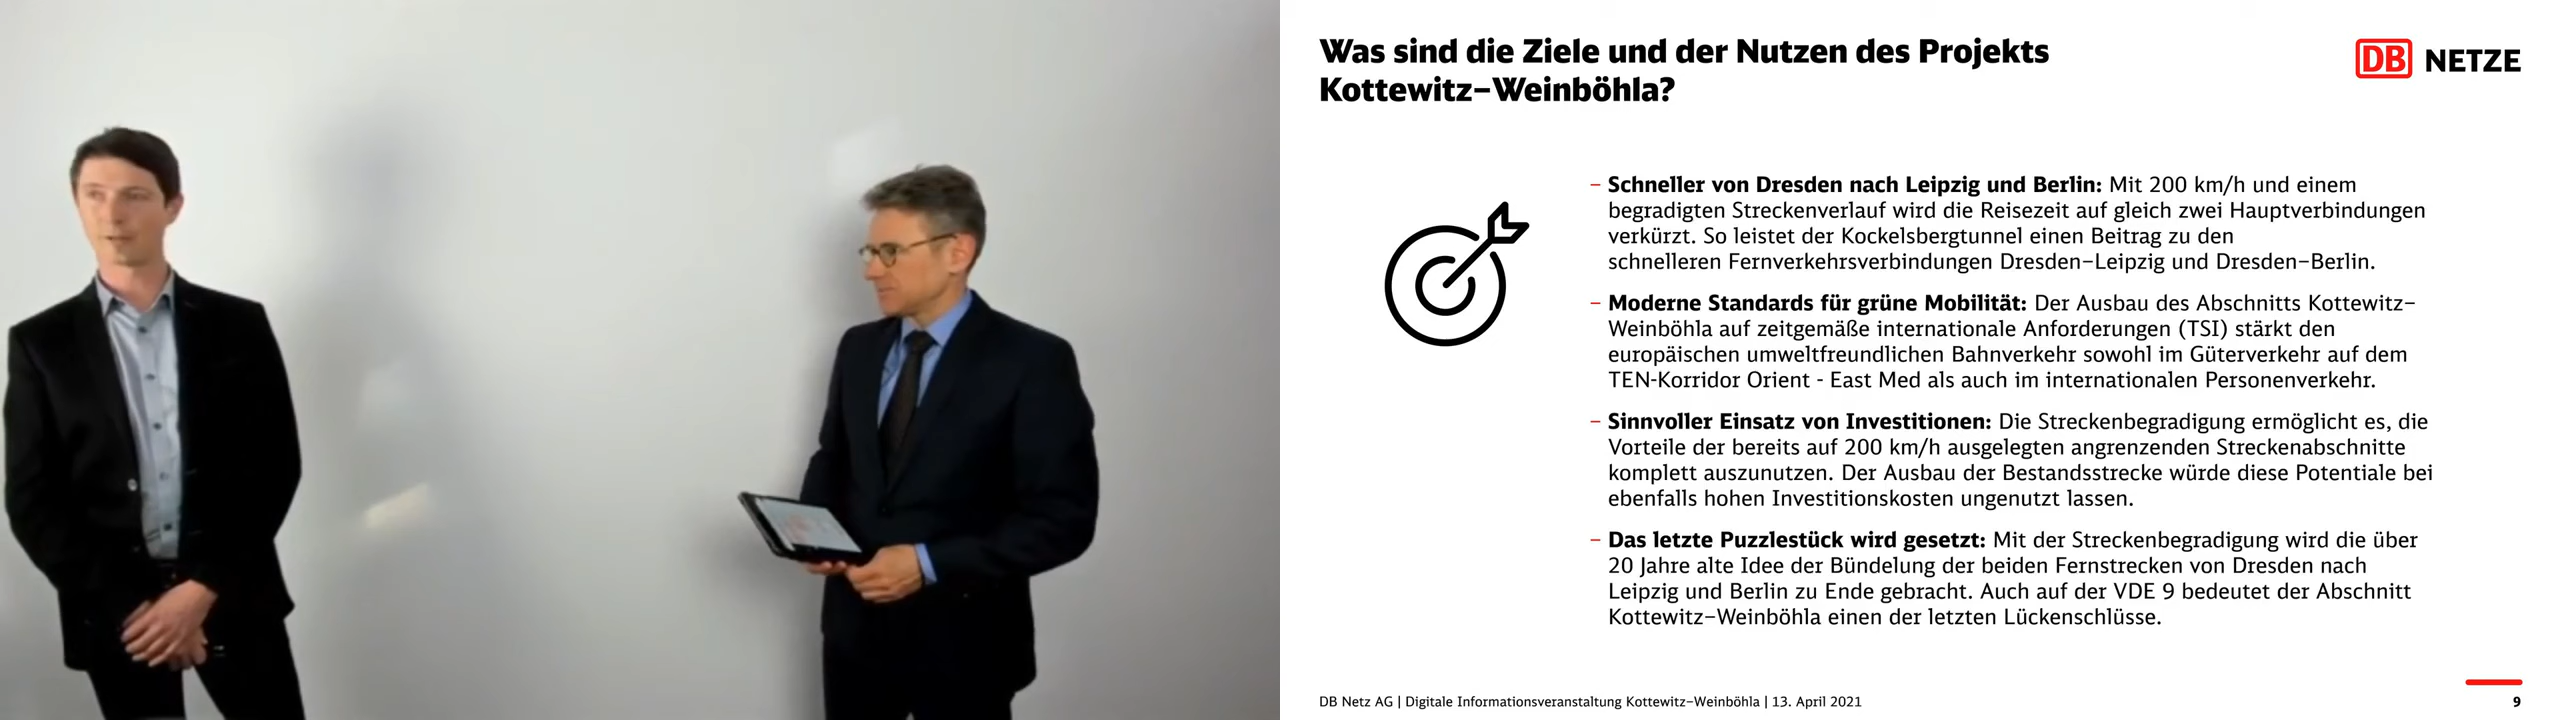 Was sind die Ziele und der Nutzen des Projekts
Kottewitz–Weinböhla?
DB NETZE
– Schneller von Dresden nach Leipzig und Berlin: Mit 200 km/h und einem
begradigten Streckenverlauf wird die Reisezeit auf gleich zwei Hauptverbindungen
verkürzt. So leistet der Kockelsbergtunnel einen Beitrag zu den
schnelleren Fernverkehrsverbindungen Dresden–Leipzig und Dresden–Berlin.
– Moderne Standards für grüne Mobilität: Der Ausbau des Abschnitts Kottewitz–
Weinböhla auf zeitgemäße internationale Anforderungen (TSI) stärkt den
europäischen umweltfreundlichen Bahnverkehr sowohl im Güterverkehr auf dem
TEN-Korridor Orient - East Med als auch im internationalen Personenverkehr.
– Sinnvoller Einsatz von Investitionen: Die Streckenbegradigung ermöglicht es, die
Vorteile der bereits auf 200 km/h ausgelegten angrenzenden Streckenabschnitte
komplett auszunutzen. Der Ausbau der Bestandsstrecke würde diese Potentiale bei
ebenfalls hohen Investitionskosten ungenutzt lassen.
– Das letzte Puzzlestück wird gesetzt: Mit der Streckenbegradigung wird die über
20 Jahre alte Idee der Bündelung der beiden Fernstrecken von Dresden nach
Leipzig und Berlin zu Ende gebracht. Auch auf der VDE 9 bedeutet der Abschnitt
Kottewitz–Weinböhla einen der letzten Lückenschlüsse.
DB Netz AG | Digitale Informationsveranstaltung Kottewitz–Weinböhla | 13. April 2021
9